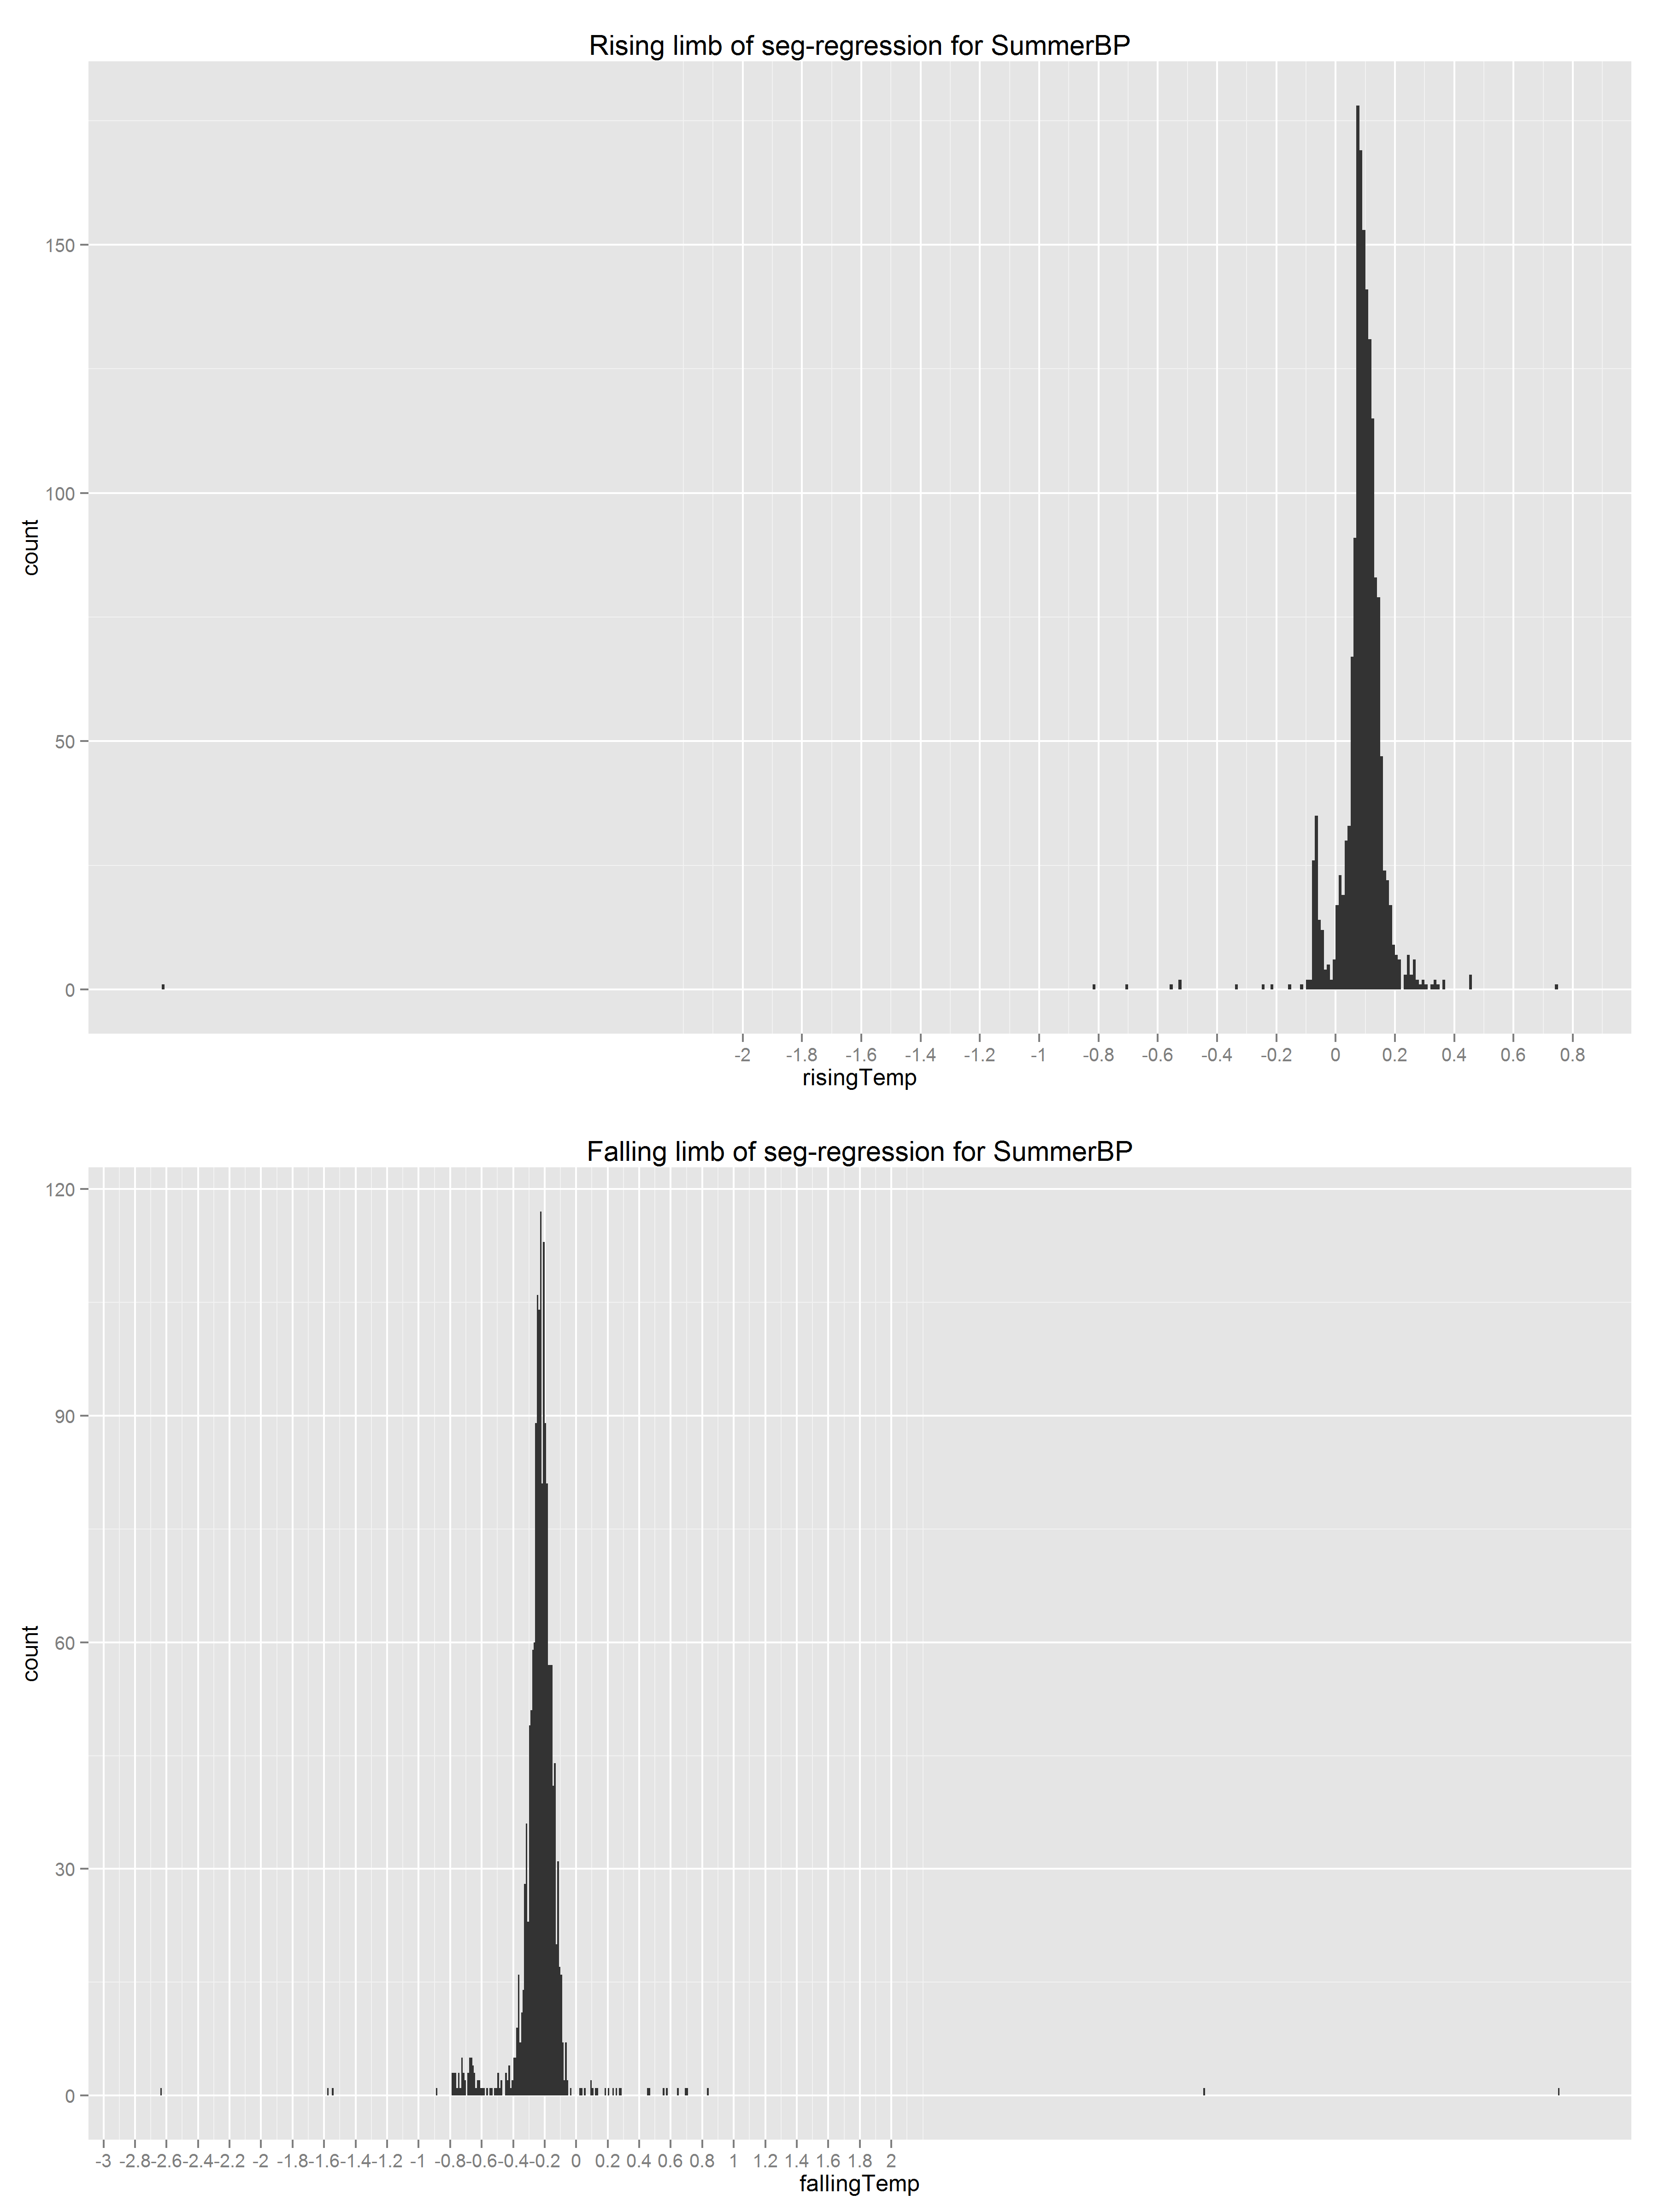 Rising limb of seg-regression for SummerBP
150
100
50
0
count
-2 -1.8 -1.6 -1.4 -1.2 -1 -0.8 -0.6 -0.4 -0.2 0 0.2 0.4 0.6 0.8
risingTemp
Falling limb of seg-regression for SummerBP
120
90
60
30
0
count
-3 -2.8 -2.6 -2.4 -2.2 -2 -1.8 -1.6 -1.4 -1.2 -1 -0.8 -0.6 -0.4 -0.2 0 0.2 0.4 0.6 0.8 1 1.2 1.4 1.6 1.8 2
fallingTemp